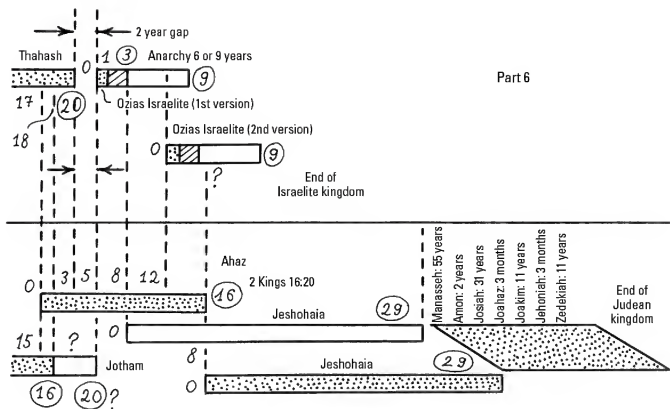 2 year gap
Thahash 0 1 3 Anarchy 6 or 9 years
Part 6
9
17 20 Ozias Israelite (1st version)
18
Ozias Israelite (2nd version)
0 9
?
End of
Israelite kingdom
Manasseh: 55 years
Amon: 2 years
Josiah: 31 years
Joahaz: 3 months
Joakim: 11 years
Jehoniah: 3 months
Zedekiah: 11 years
Ahaz
3 5 8 12 2 Kings 16:20
0 16
End of
Judean
kingdom
Jeshohaia 29
15 ? 0
Jotham 8 Jeshohaia 29
16 20 ? 0